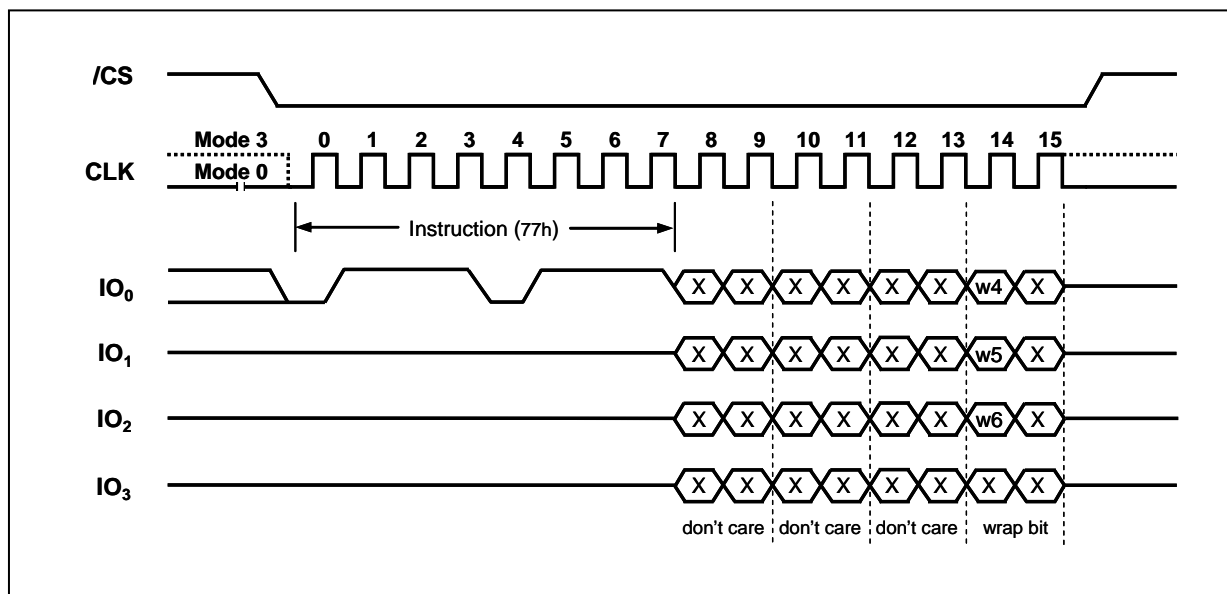 /CS
Mode 3 0 1 2 3 4 5 6 7 8 9 10 11 12 13 14 15
CLK Mode 0
Instruction (77h)
IO0 X X X X X X w4 X
IO1 X X X X X X w5 X
IO2 X X X X X X w6 X
IO3 X X X X X X X X
don't care don't care don't care wrap bit